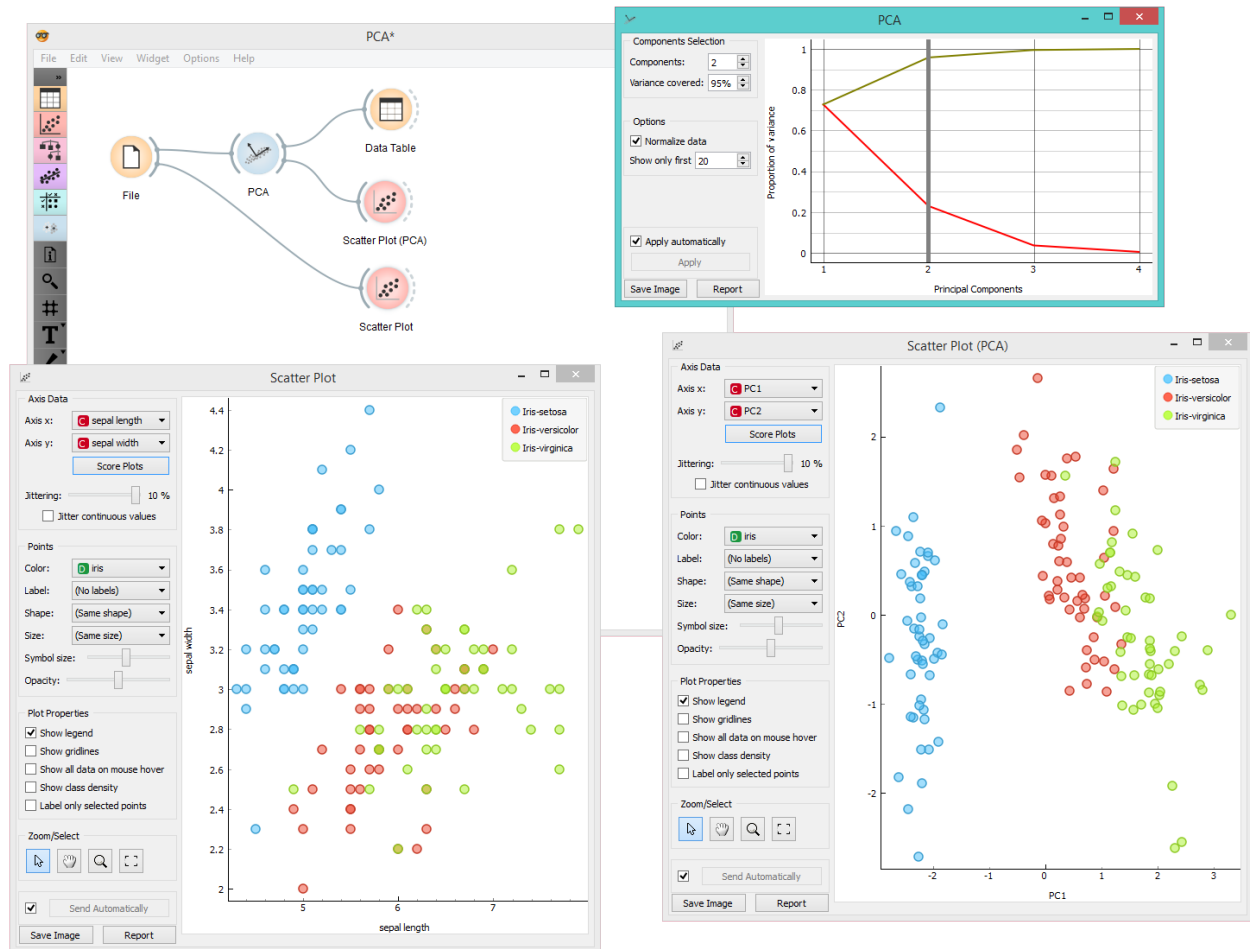 PCA*
File Edit View Widget Options Help
»
File
PCA
Data Table
Scatter Plot (PCA)
Scatter Plot
T
PCA
Components Selection
Components: 2
Variance covered: 95%
Options
Normalize data
Show only first 20
Apply automatically
Apply
Save Image Report
Proportion of variance
1
0.8
0.6
0.4
0.2
0
1 2 3 4
Principal Components
Scatter Plot
Axis Data
Axis x: C sepal length
Axis y: C sepal width
Score Plots
Jittering: 10 %
Jitter continuous values
Points
Color: D iris
Label: (No labels)
Shape: (Same shape)
Size: (Same size)
Symbol size:
Opacity:
Plot Properties
Show legend
Show gridlines
Show all data on mouse hover
Show class density
Label only selected points
Zoom/Select
Send Automatically
Save Image Report
sepal width
4.4
4.2
4
3.8
3.6
3.4
3.2
3
2.8
2.6
2.4
2.2
2
5 6 7
sepal length
Iris-setosa
Iris-versicolor
Iris-virginica
Scatter Plot (PCA)
Axis Data
Axis x: C PC1
Axis y: C PC2
Score Plots
Jittering: 10 %
Jitter continuous values
Points
Color: D iris
Label: (No labels)
Shape: (Same shape)
Size: (Same size)
Symbol size:
Opacity:
Plot Properties
Show legend
Show gridlines
Show all data on mouse hover
Show class density
Label only selected points
Zoom/Select
Send Automatically
Save Image Report
PC2
2
1
0
-1
-2
-2 -1 0 1 2 3
PC1
Iris-setosa
Iris-versicolor
Iris-virginica